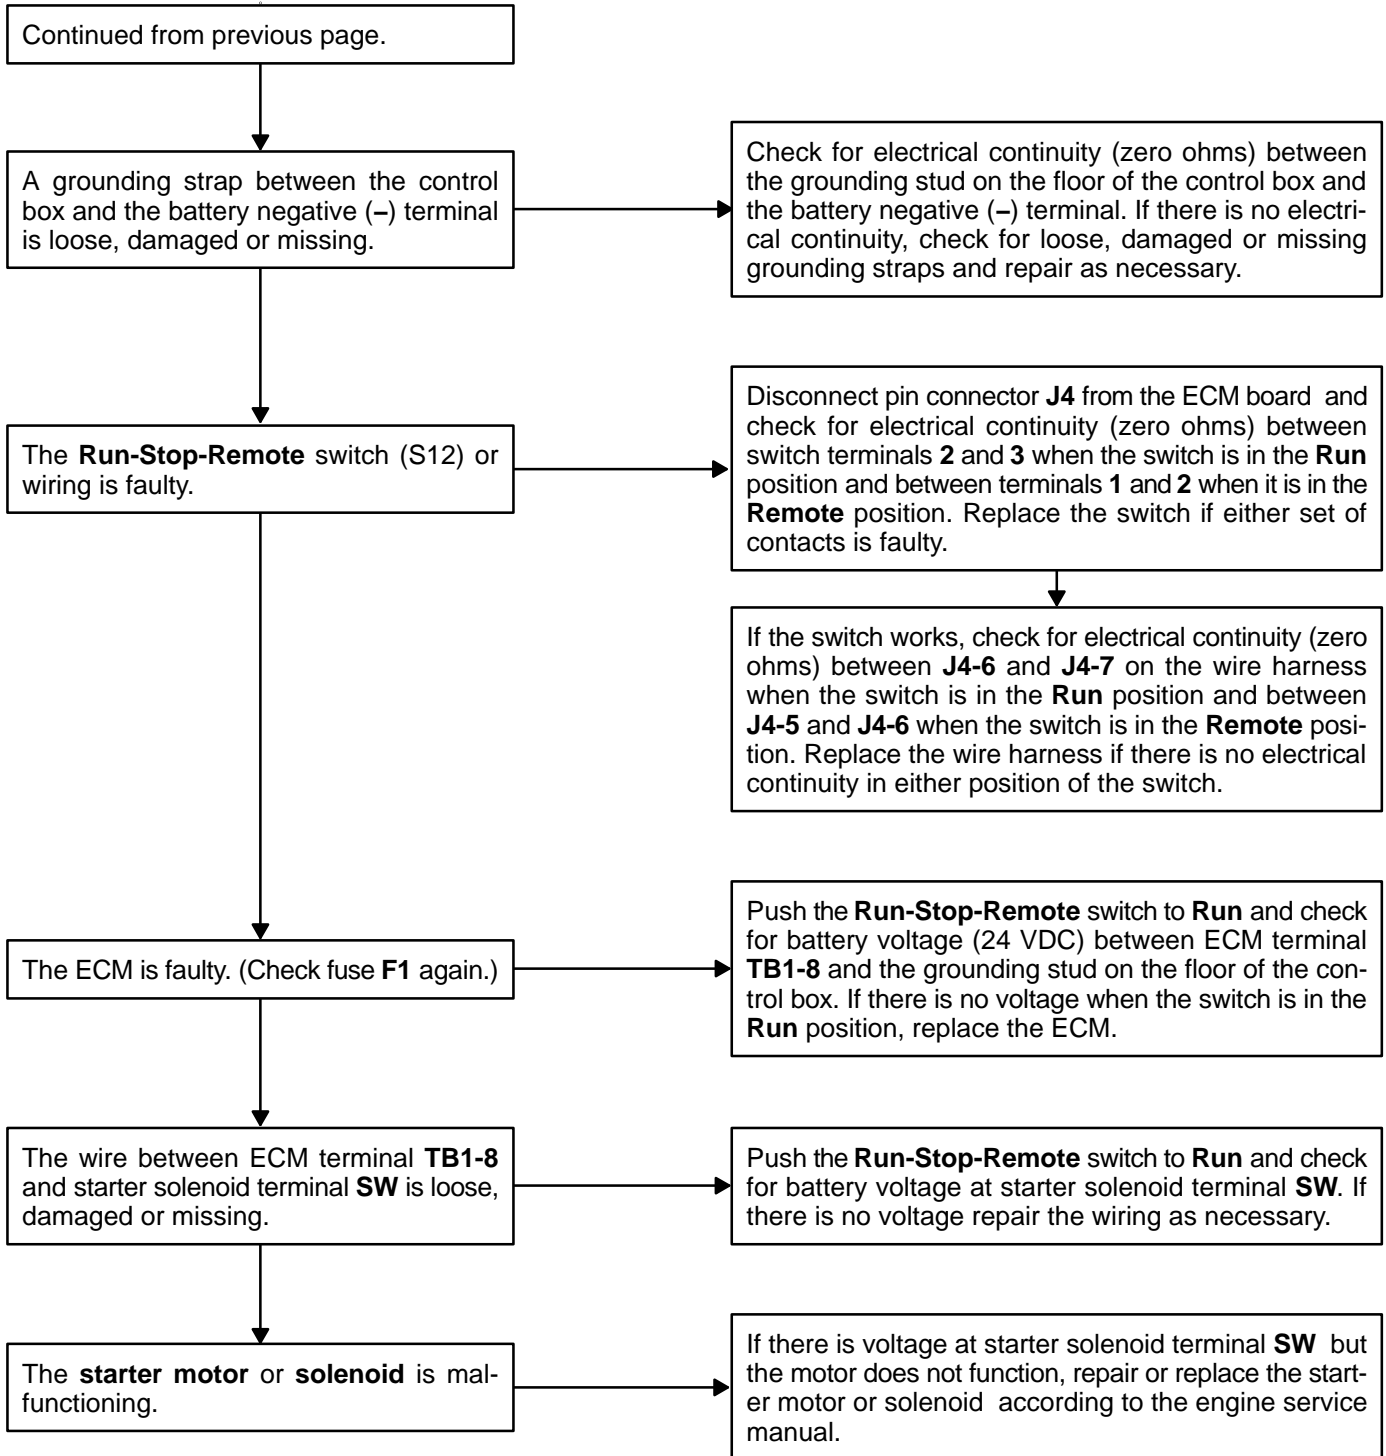 Continued from previous page.
A grounding strap between the control
box and the battery negative (–) terminal
is loose, damaged or missing.
Check for electrical continuity (zero ohms) between
the grounding stud on the floor of the control box and
the battery negative (–) terminal. If there is no electri-
cal continuity, check for loose, damaged or missing
grounding straps and repair as necessary.
The Run-Stop-Remote switch (S12) or
wiring is faulty.
Disconnect pin connector J4 from the ECM board and
check for electrical continuity (zero ohms) between
switch terminals 2 and 3 when the switch is in the Run
position and between terminals 1 and 2 when it is in the
Remote position. Replace the switch if either set of
contacts is faulty.
If the switch works, check for electrical continuity (zero
ohms) between J4-6 and J4-7 on the wire harness
when the switch is in the Run position and between
J4-5 and J4-6 when the switch is in the Remote posi-
tion. Replace the wire harness if there is no electrical
continuity in either position of the switch.
The ECM is faulty. (Check fuse F1 again.)
Push the Run-Stop-Remote switch to Run and check
for battery voltage (24 VDC) between ECM terminal
TB1-8 and the grounding stud on the floor of the con-
trol box. If there is no voltage when the switch is in the
Run position, replace the ECM.
The wire between ECM terminal TB1-8
and starter solenoid terminal SW is loose,
damaged or missing.
Push the Run-Stop-Remote switch to Run and check
for battery voltage at starter solenoid terminal SW. If
there is no voltage repair the wiring as necessary.
The starter motor or solenoid is mal-
functioning.
If there is voltage at starter solenoid terminal SW but
the motor does not function, repair or replace the start-
er motor or solenoid according to the engine service
manual.